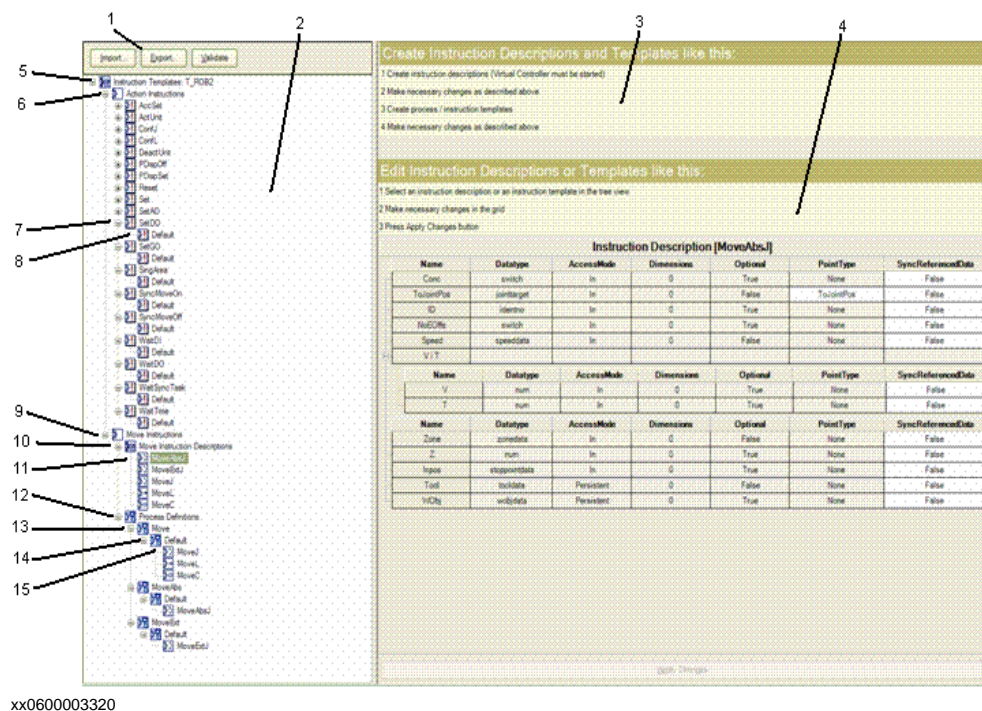 1
2
3
4
Import...
Export...
Validate
5
Instruction Templates: T_ROB2
6
Action Instructions
AccSet
ActUnit
ConfJ
ConfL
DeactUnit
PDispOff
PDispSet
Reset
Set
SetAO
7
SetDO
8
Default
SetGO
Default
SingArea
Default
SyncMoveOn
Default
SyncMoveOff
Default
WaitDI
Default
WaitDO
Default
WaitSyncTask
Default
WaitTime
Default
9
Move Instructions
10
Move Instruction Descriptions
11
MoveAbsJ
MoveExtJ
MoveJ
MoveL
MoveC
12
Process Definitions
13
Move
14
Default
15
MoveJ
MoveL
MoveC
MoveAbs
Default
MoveAbsJ
MoveExt
Default
MoveExtJ
Create Instruction Descriptions and Templates like this:
1 Create instruction descriptions (Virtual Controller must be started)
2 Make necessary changes as described above
3 Create process / instruction templates
4 Make necessary changes as described above
Edit Instruction Descriptions or Templates like this:
1 Select an instruction description or an instruction template in the tree view
2 Make necessary changes in the grid
3 Press Apply Changes button
Instruction Description [MoveAbsJ]
Name Datatype AccessMode Dimensions Optional PointType SyncReferencedData
Conc switch In 0 True None False
ToJointPos jointtarget In 0 False ToJointPos False
ID identno In 0 True None False
NoEOffs switch In 0 True None False
Speed speeddata In 0 False None False
V / T
Name Datatype AccessMode Dimensions Optional PointType SyncReferencedData
V num In 0 True None False
T num In 0 True None False
Name Datatype AccessMode Dimensions Optional PointType SyncReferencedData
Zone zonedata In 0 False None False
Z num In 0 True None False
Inpos stoppointdata In 0 True None False
Tool tooldata Persistent 0 False None False
WObj wobjdata Persistent 0 True None False
Apply Changes
xx0600003320